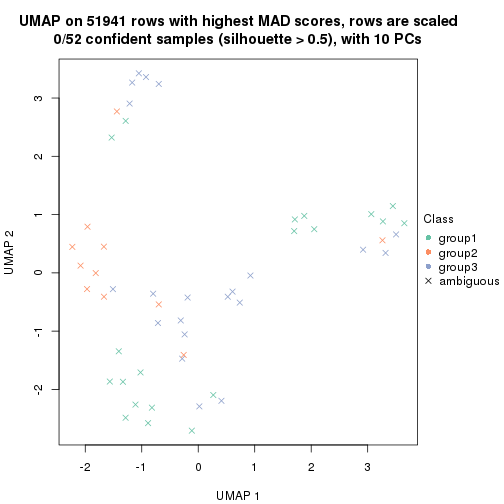 UMAP on 51941 rows with highest MAD scores, rows are scaled
0/52 confident samples (silhouette > 0.5), with 10 PCs
3
2
1
0
-1
-2
UMAP 2
-2
-1
0
1
2
3
UMAP 1
Class
group1
group2
group3
ambiguous